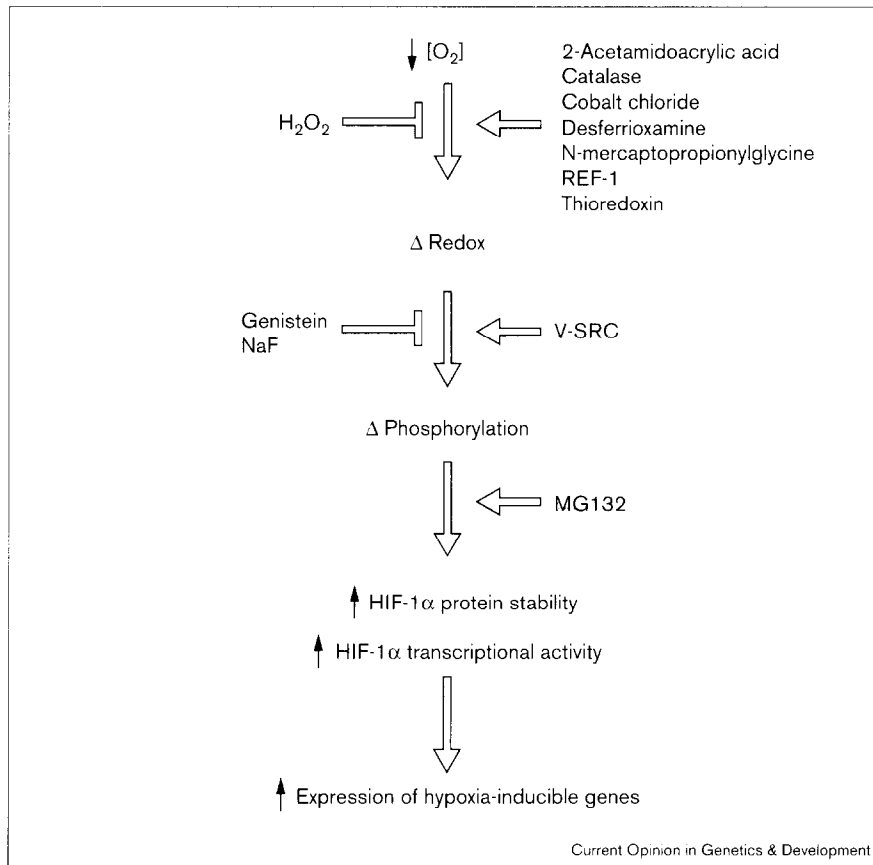 [O₂]
2-Acetamidoacrylic acid
Catalase
Cobalt chloride
Desferrioxamine
N-mercaptopropionylglycine
REF-1
Thioredoxin
H₂O₂
Δ Redox
Genistein
NaF
V-SRC
Δ Phosphorylation
MG132
HIF-1α protein stability
HIF-1α transcriptional activity
Expression of hypoxia-inducible genes
Current Opinion in Genetics & Development